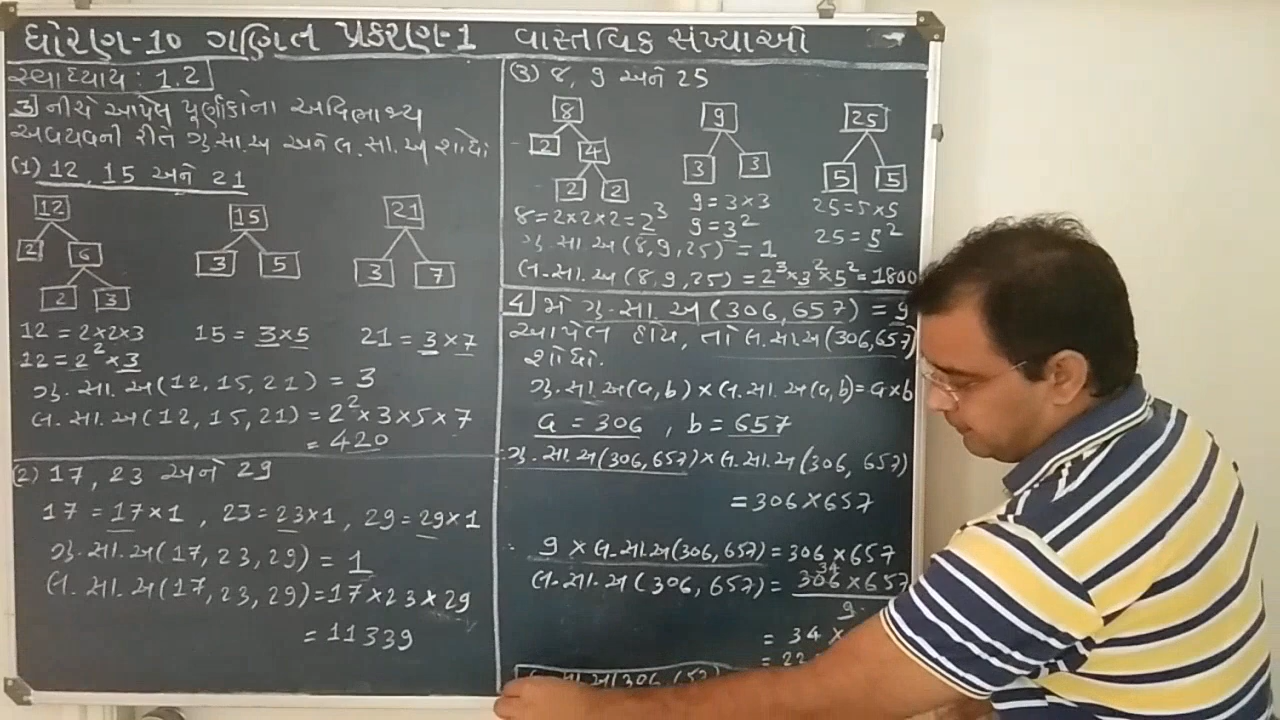 ધોરણ-10 ગણિત પ્રકરણ-1 વાસ્તવિક સંખ્યાઓ
સ્વાધ્યાય : 1.2
3 નીચે આપેલ પૂર્ણાંકોના અવિભાજ્ય
અવયવની રીતે ગુ.સા.અ અને લ.સા.અ શોધો
(1) 12, 15 અને 21
12 15 21
2 6 3 5 3 7
2 3
12 = 2×2×3 15 = 3×5 21 = 3×7
12 = 2²×3
ગુ.સા.અ(12, 15, 21) = 3
લ.સા.અ(12, 15, 21) = 2²×3×5×7
= 420
(2) 17, 23 અને 29
17 = 17×1 , 23 = 23×1 , 29 = 29×1
ગુ.સા.અ(17, 23, 29) = 1
લ.સા.અ(17, 23, 29) = 17×23×29
= 11339
(3) 8, 9 અને 25
8 9 25
2 4 3 3 5 5
2 2
8 = 2×2×2 = 2³ 9 = 3×3 25 = 5×5
9 = 3² 25 = 5²
ગુ.સા.અ(8, 9, 25) = 1
લ.સા.અ(8, 9, 25) = 2³×3²×5² = 1800
4 જો ગુ.સા.અ(306, 657) = 9
આપેલ હોય, તો લ.સા.અ(306, 657)
શોધો.
ગુ.સા.અ(a, b) × લ.સા.અ(a, b) = a×b
a = 306 , b = 657
ગુ.સા.અ(306, 657) × લ.સા.અ(306, 657)
= 306×657
9 × લ.સા.અ(306, 657) = 306×657
34
લ.સા.અ(306, 657) = 306×657
9
= 34 ×
= 22
લ.સા.અ(306, 657)